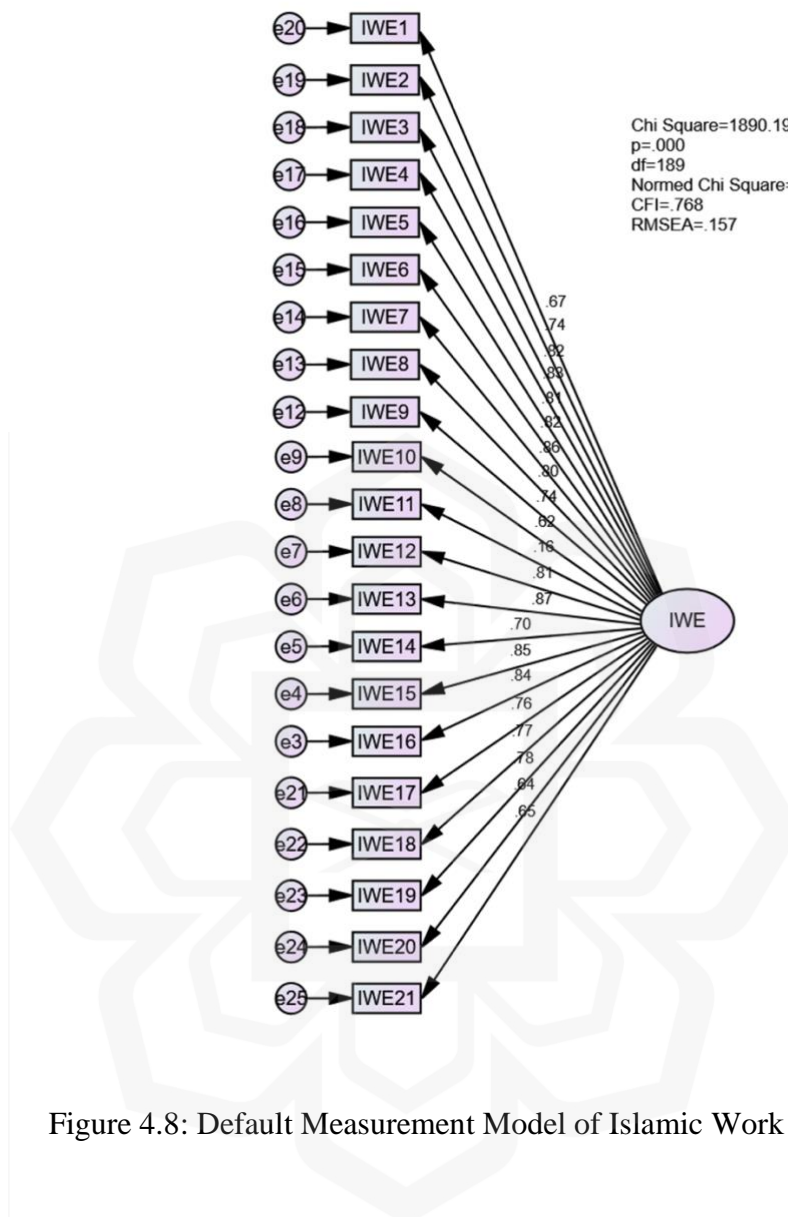 e20 IWE1
e19 IWE2
e18 IWE3
e17 IWE4
e16 IWE5
e15 IWE6
e14 IWE7
e13 IWE8
e12 IWE9
e9 IWE10
e8 IWE11
e7 IWE12
e6 IWE13
e5 IWE14
e4 IWE15
e3 IWE16
e21 IWE17
e22 IWE18
e23 IWE19
e24 IWE20
e25 IWE21
Chi Square=1890.19
p=.000
df=189
Normed Chi Square=
CFI=.768
RMSEA=.157
.67
.74
.82
.83
.81
.82
.86
.80
.74
.62
.16
.81
.87
.70
.85
.84
.76
.77
.78
.64
.65
IWE
Figure 4.8: Default Measurement Model of Islamic Work